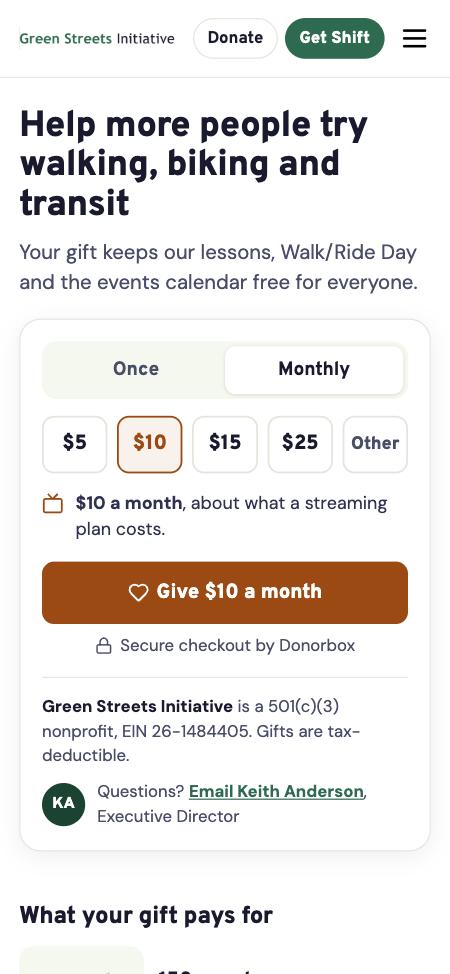 Green Streets Initiative
Donate
Get Shift
Help more people try
walking, biking and
transit
Your gift keeps our lessons, Walk/Ride Day
and the events calendar free for everyone.
Once
Monthly
$5
$10
$15
$25
Other
$10 a month, about what a streaming
plan costs.
Give $10 a month
Secure checkout by Donorbox
Green Streets Initiative is a 501(c)(3)
nonprofit, EIN 26-1484405. Gifts are tax-
deductible.
KA
Questions? Email Keith Anderson,
Executive Director
What your gift pays for